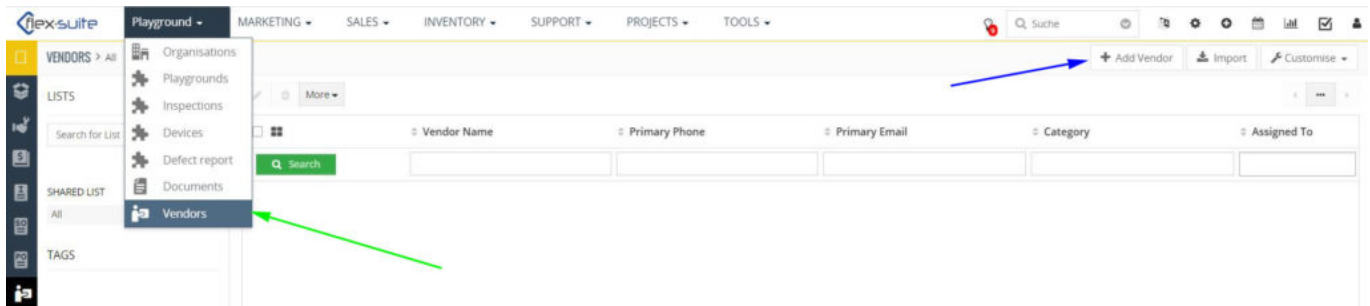 flex-suite Playground MARKETING SALES INVENTORY SUPPORT PROJECTS TOOLS Suche
VENDORS > All Organisations + Add Vendor Import Customise
Playgrounds
LISTS Inspections More
Search for List Devices Vendor Name Primary Phone Primary Email Category Assigned To
Defect report Search
SHARED LIST Documents
All Vendors
TAGS